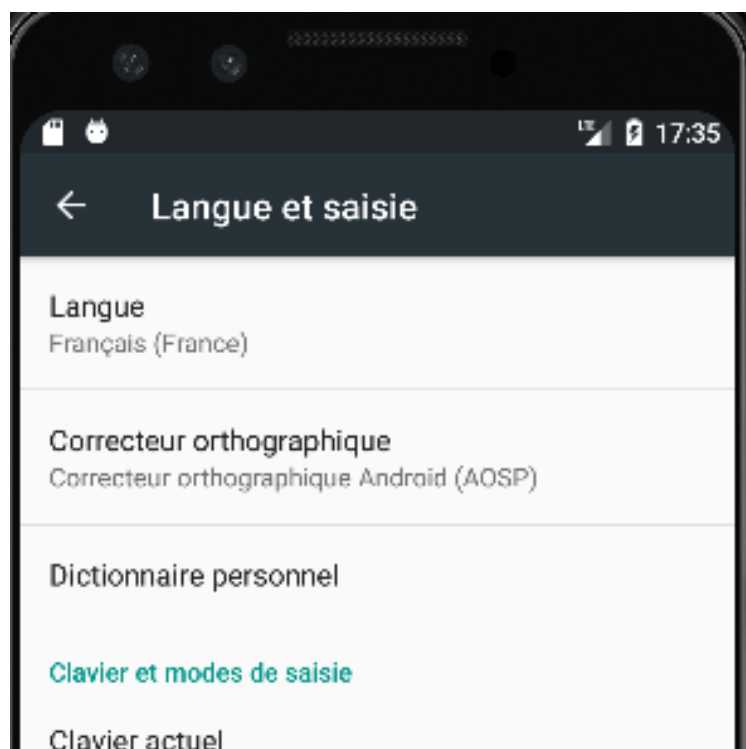 LTE 17:35
Langue et saisie
Langue
Français (France)
Correcteur orthographique
Correcteur orthographique Android (AOSP)
Dictionnaire personnel
Clavier et modes de saisie
Clavier actuel